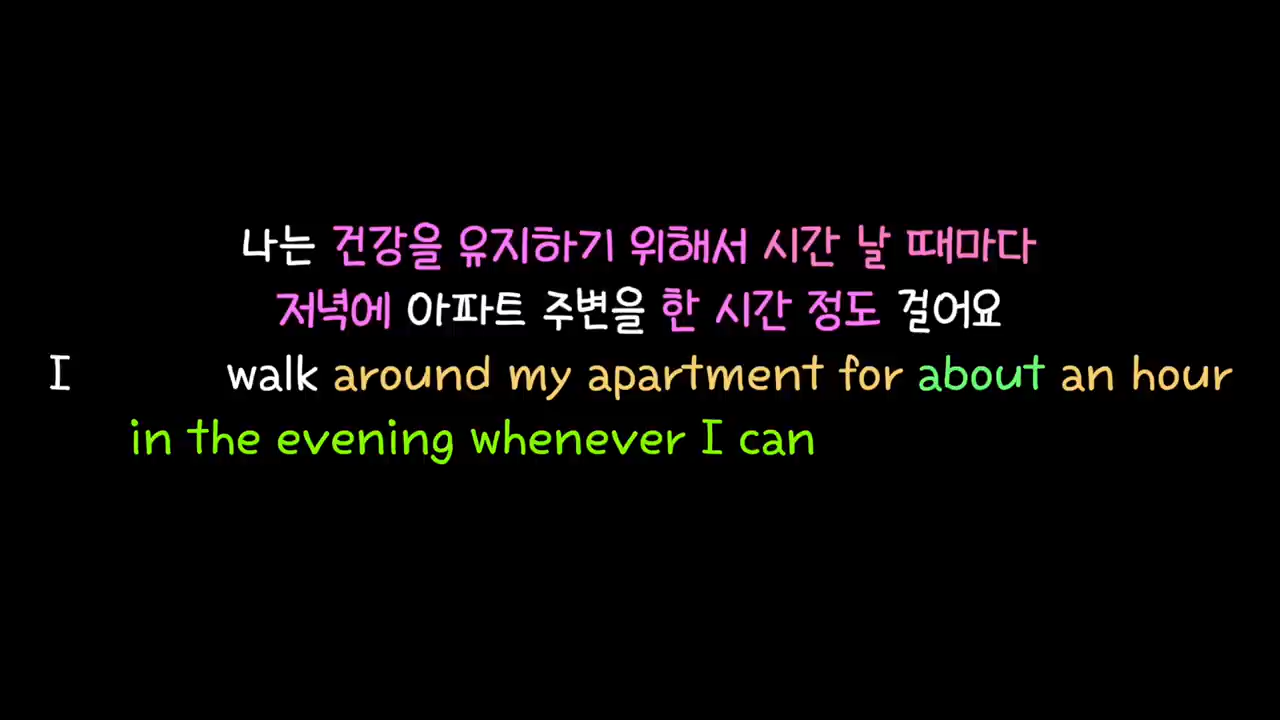 나는 건강을 유지하기 위해서 시간 날 때마다
저녁에 아파트 주변을 한 시간 정도 걸어요
I walk around my apartment for about an hour
in the evening whenever I can